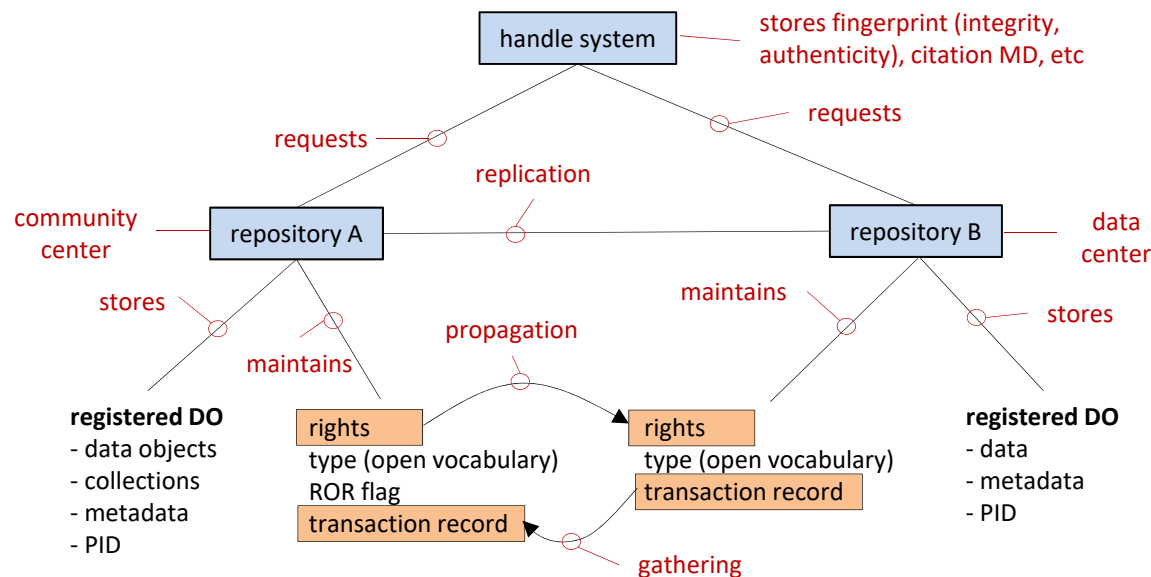 handle system
stores fingerprint (integrity,
authenticity), citation MD, etc
requests
requests
replication
community
center
repository A
repository B
data
center
stores
maintains
propagation
maintains
stores
registered DO
- data objects
- collections
- metadata
- PID
rights
type (open vocabulary)
ROR flag
transaction record
rights
type (open vocabulary)
transaction record
gathering
registered DO
- data
- metadata
- PID